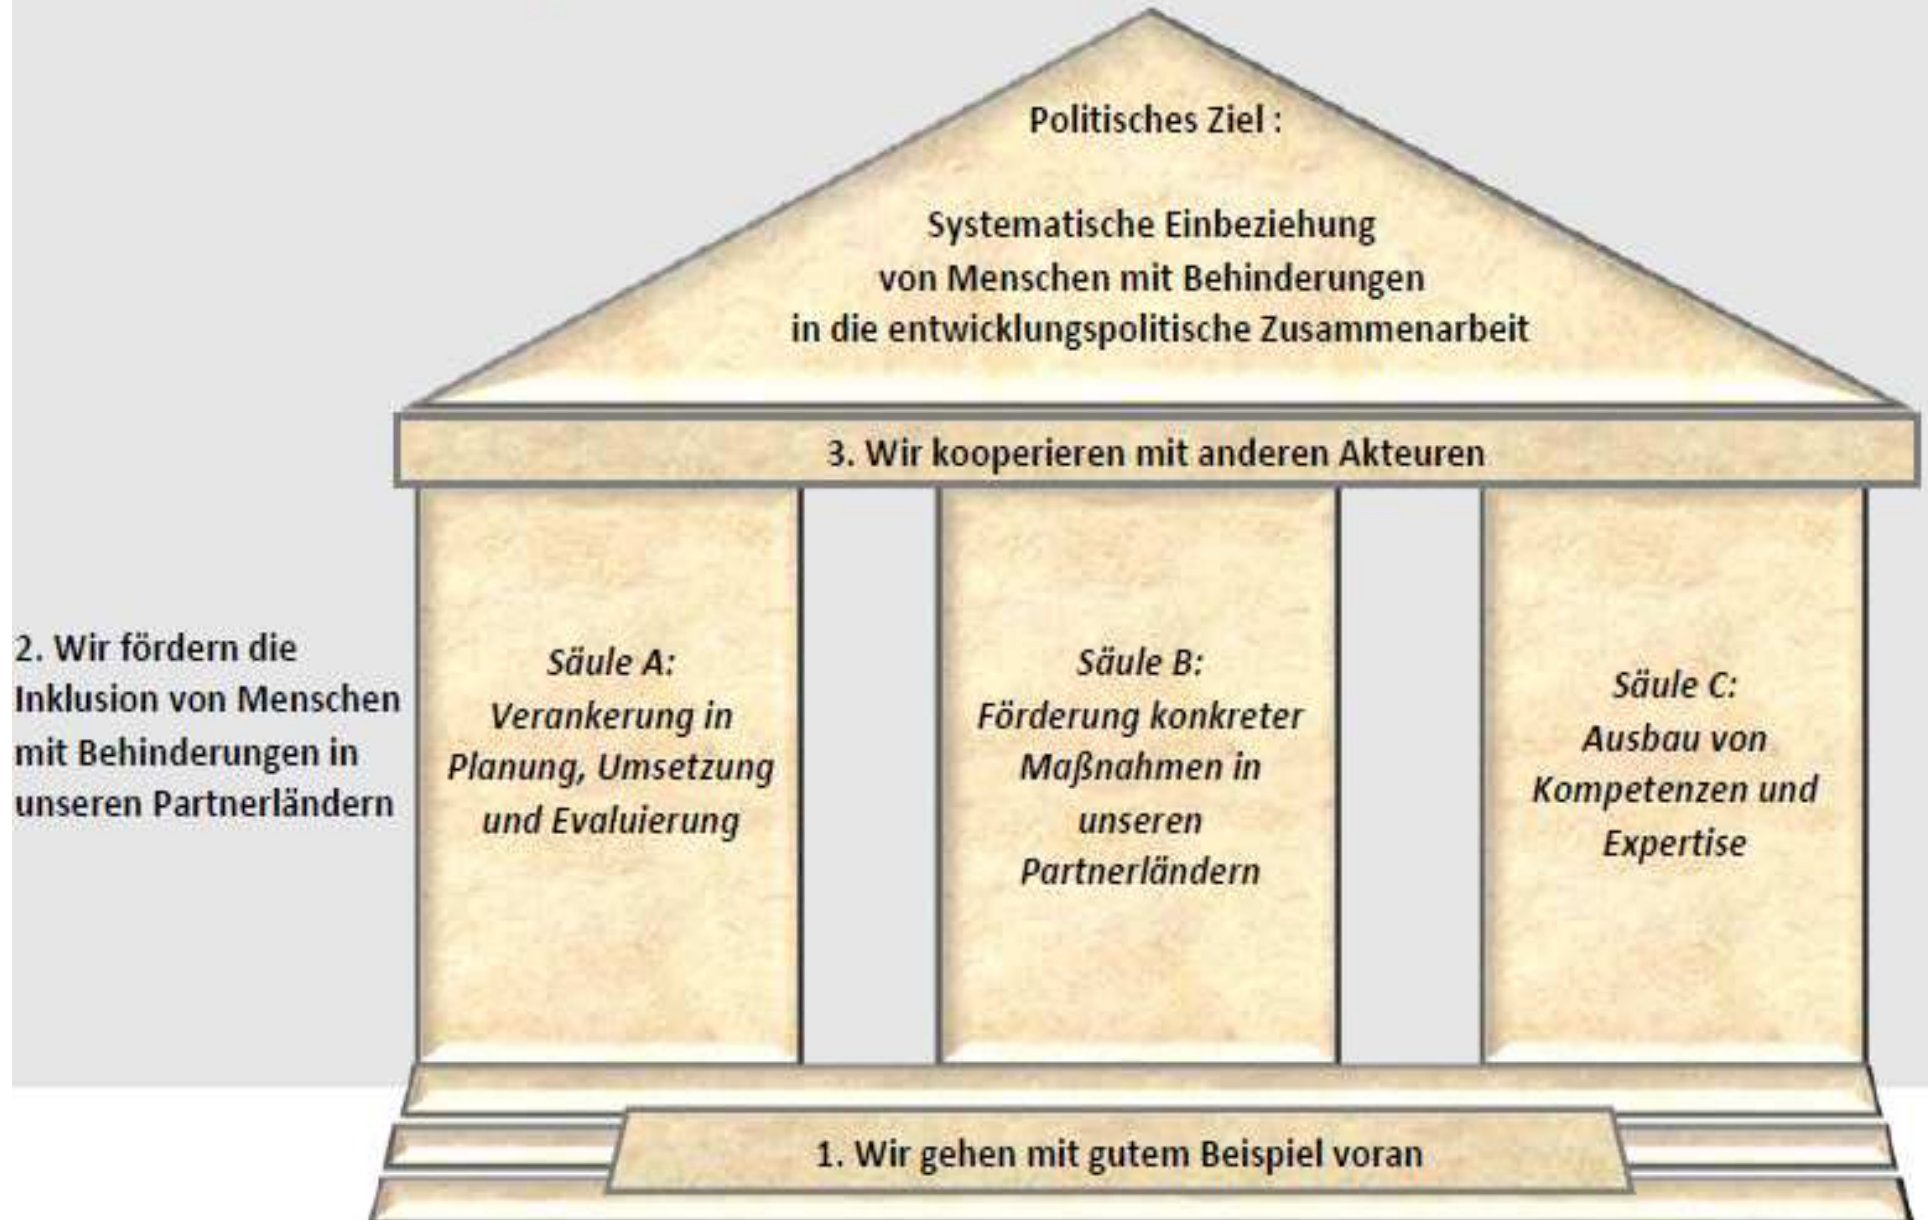 Politisches Ziel :
Systematische Einbeziehung
von Menschen mit Behinderungen
in die entwicklungspolitische Zusammenarbeit
3. Wir kooperieren mit anderen Akteuren
2. Wir fördern die
Inklusion von Menschen
mit Behinderungen in
unseren Partnerländern
Säule A:
Verankerung in
Planung, Umsetzung
und Evaluierung
Säule B:
Förderung konkreter
Maßnahmen in
unseren
Partnerländern
Säule C:
Ausbau von
Kompetenzen und
Expertise
1. Wir gehen mit gutem Beispiel voran